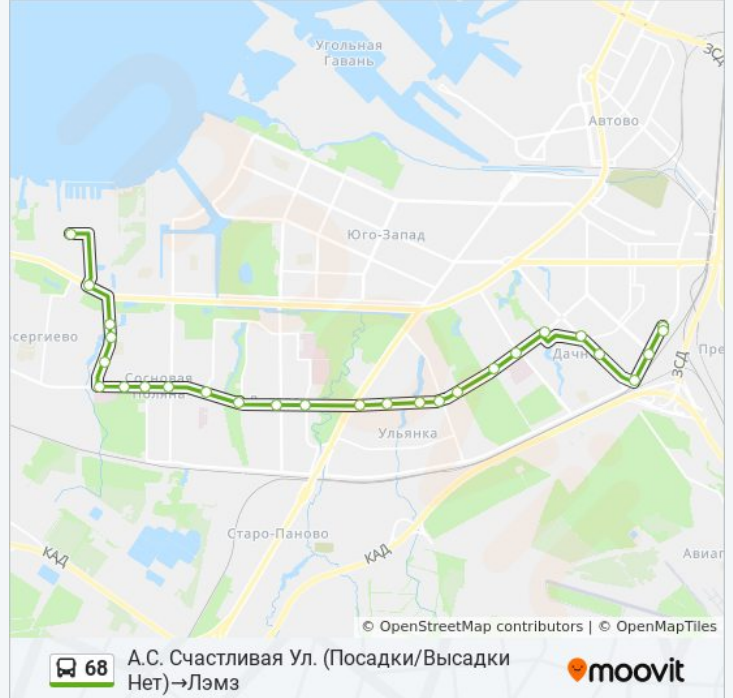 Угольная
Гавань
ЗСД
Автово
Юго-Запад
сергиево
Дачн
ЗСД
Пре
Сосновая
Поляна
Ульянка
Старо-Паново
КАД
КАД
Авиаг
© OpenStreetMap contributors | © OpenMapTiles
68
А.С. Счастливая Ул. (Посадки/Высадки
Нет)→Лэмз
moovit